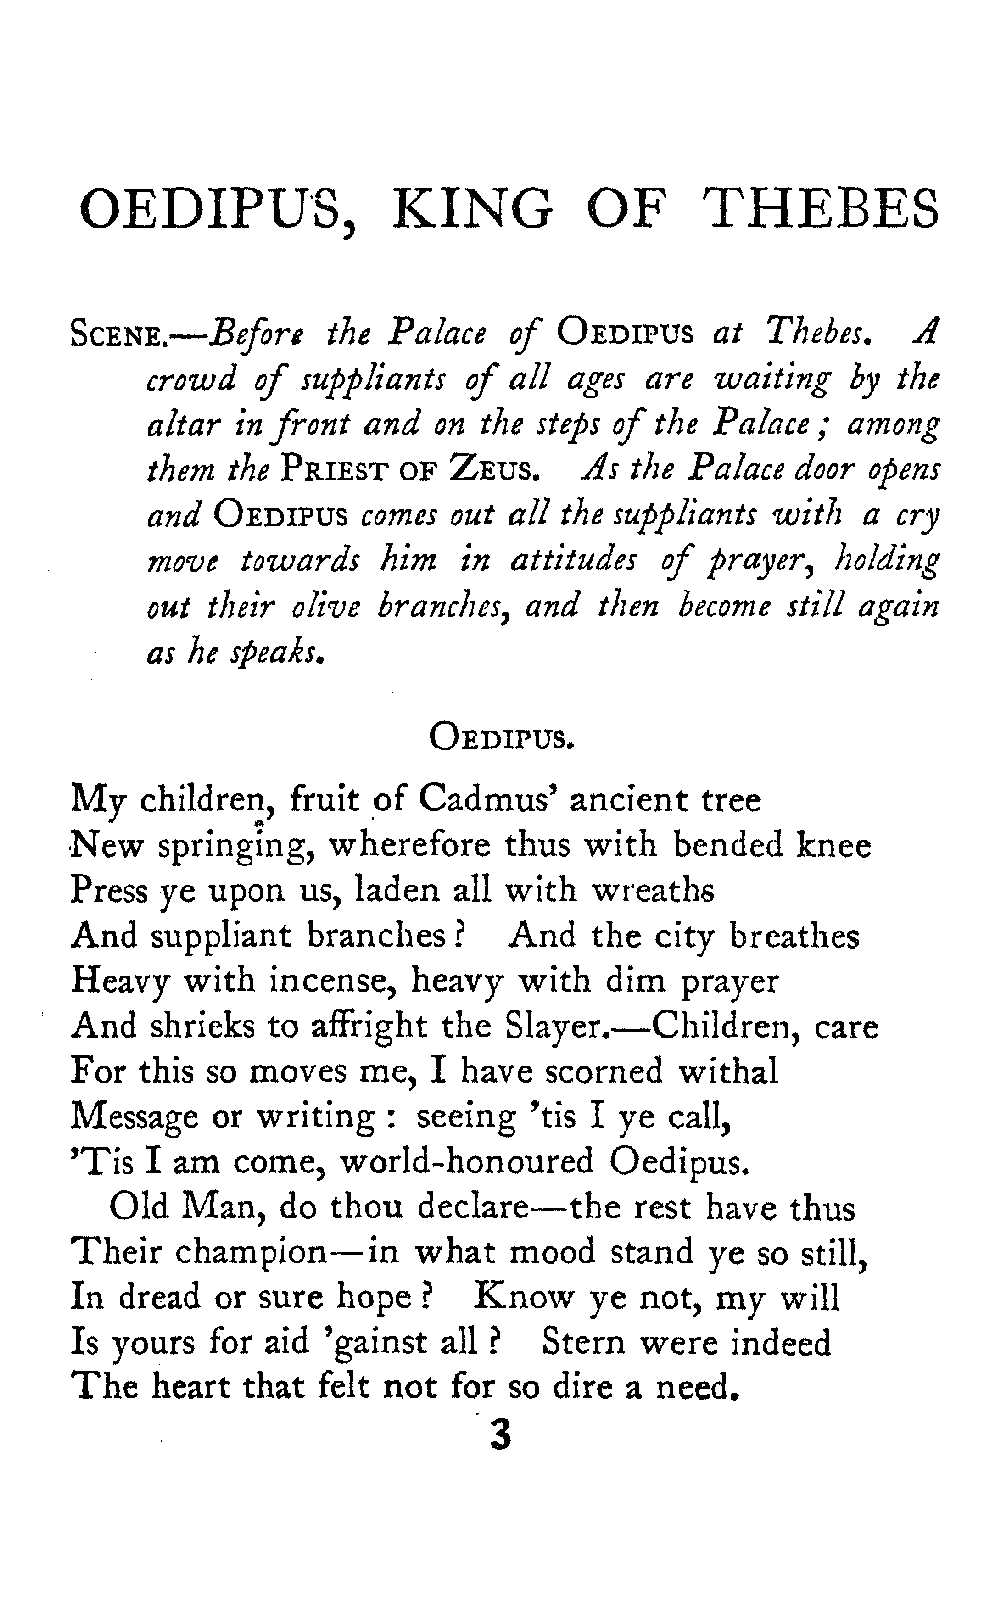 OEDIPUS, KING OF THEBES
SCENE.—Before the Palace of OEDIPUS at Thebes. A
crowd of suppliants of all ages are waiting by the
altar in front and on the steps of the Palace ; among
them the PRIEST OF ZEUS. As the Palace door opens
and OEDIPUS comes out all the suppliants with a cry
move towards him in attitudes of prayer, holding
out their olive branches, and then become still again
as he speaks.
OEDIPUS.
My children, fruit of Cadmus' ancient tree
New springing, wherefore thus with bended knee
Press ye upon us, laden all with wreaths
And suppliant branches ? And the city breathes
Heavy with incense, heavy with dim prayer
And shrieks to affright the Slayer.—Children, care
For this so moves me, I have scorned withal
Message or writing : seeing 'tis I ye call,
'Tis I am come, world-honoured Oedipus.
Old Man, do thou declare—the rest have thus
Their champion—in what mood stand ye so still,
In dread or sure hope ? Know ye not, my will
Is yours for aid 'gainst all ? Stern were indeed
The heart that felt not for so dire a need.
3